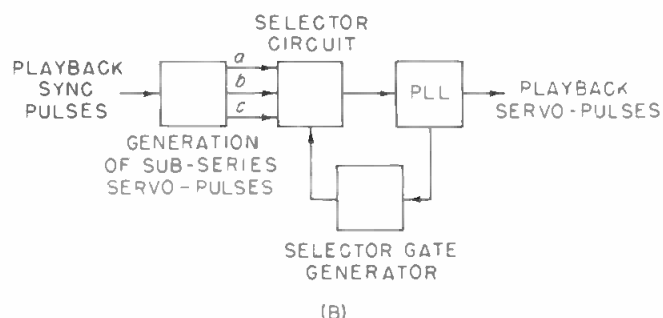 SELECTOR
CIRCUIT
PLAYBACK
SYNC
PULSES
a
b
c
PLL
PLAYBACK
SERVO-PULSES
GENERATION
OF SUB-SERIES
SERVO-PULSES
SELECTOR GATE
GENERATOR
(B)